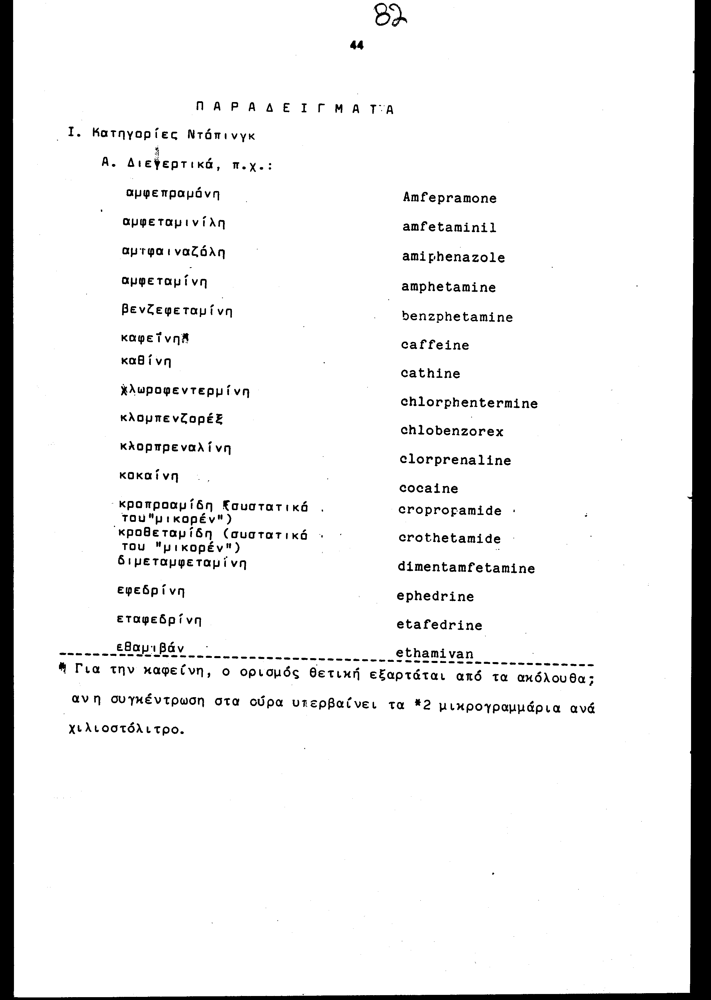 82
44
Π Α Ρ Α Δ Ε Ι Γ Μ Α Τ Α
I. Κατηγορίες Ντόπινγκ
Α. Διεγερτικά, π.χ.:
αμφεπραμόνη Amfepramone
αμφεταμινίλη amfetaminil
αμιφαιναζόλη amiphenazole
αμφεταμίνη amphetamine
βενζεφεταμίνη benzphetamine
καφεΐνη* caffeine
καθίνη cathine
χλωροφεντερμίνη chlorphentermine
κλομπενζορέξ chlobenzorex
κλορπρεναλίνη clorprenaline
κοκαίνη cocaine
κροπροαμίδη (συστατικό cropropamide
του"μικορέν")
κροθεταμίδη (συστατικό crothetamide
του "μικορέν")
διμεταμφεταμίνη dimentamfetamine
εφεδρίνη ephedrine
εταφεδρίνη etafedrine
εθαμιβάν ethamivan
* Για την καφείνη, ο ορισμός θετική εξαρτάται από τα ακόλουθα;
αν η συγκέντρωση στα ούρα υπερβαίνει τα *2 μικρογραμμάρια ανά
χιλιοστόλιτρο.